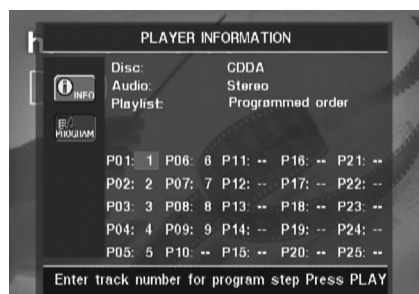 h
PLAYER INFORMATION
Disc: CDDA
Audio: Stereo
Playlist: Programmed order
INFO
PROGRAM
P01: 1 P06: 6 P11: -- P16: -- P21: --
P02: 2 P07: 7 P12: -- P17: -- P22: --
P03: 3 P08: 8 P13: -- P18: -- P23: --
P04: 4 P09: 9 P14: -- P19: -- P24: --
P05: 5 P10: -- P15: -- P20: -- P25: --
Enter track number for program step Press PLAY